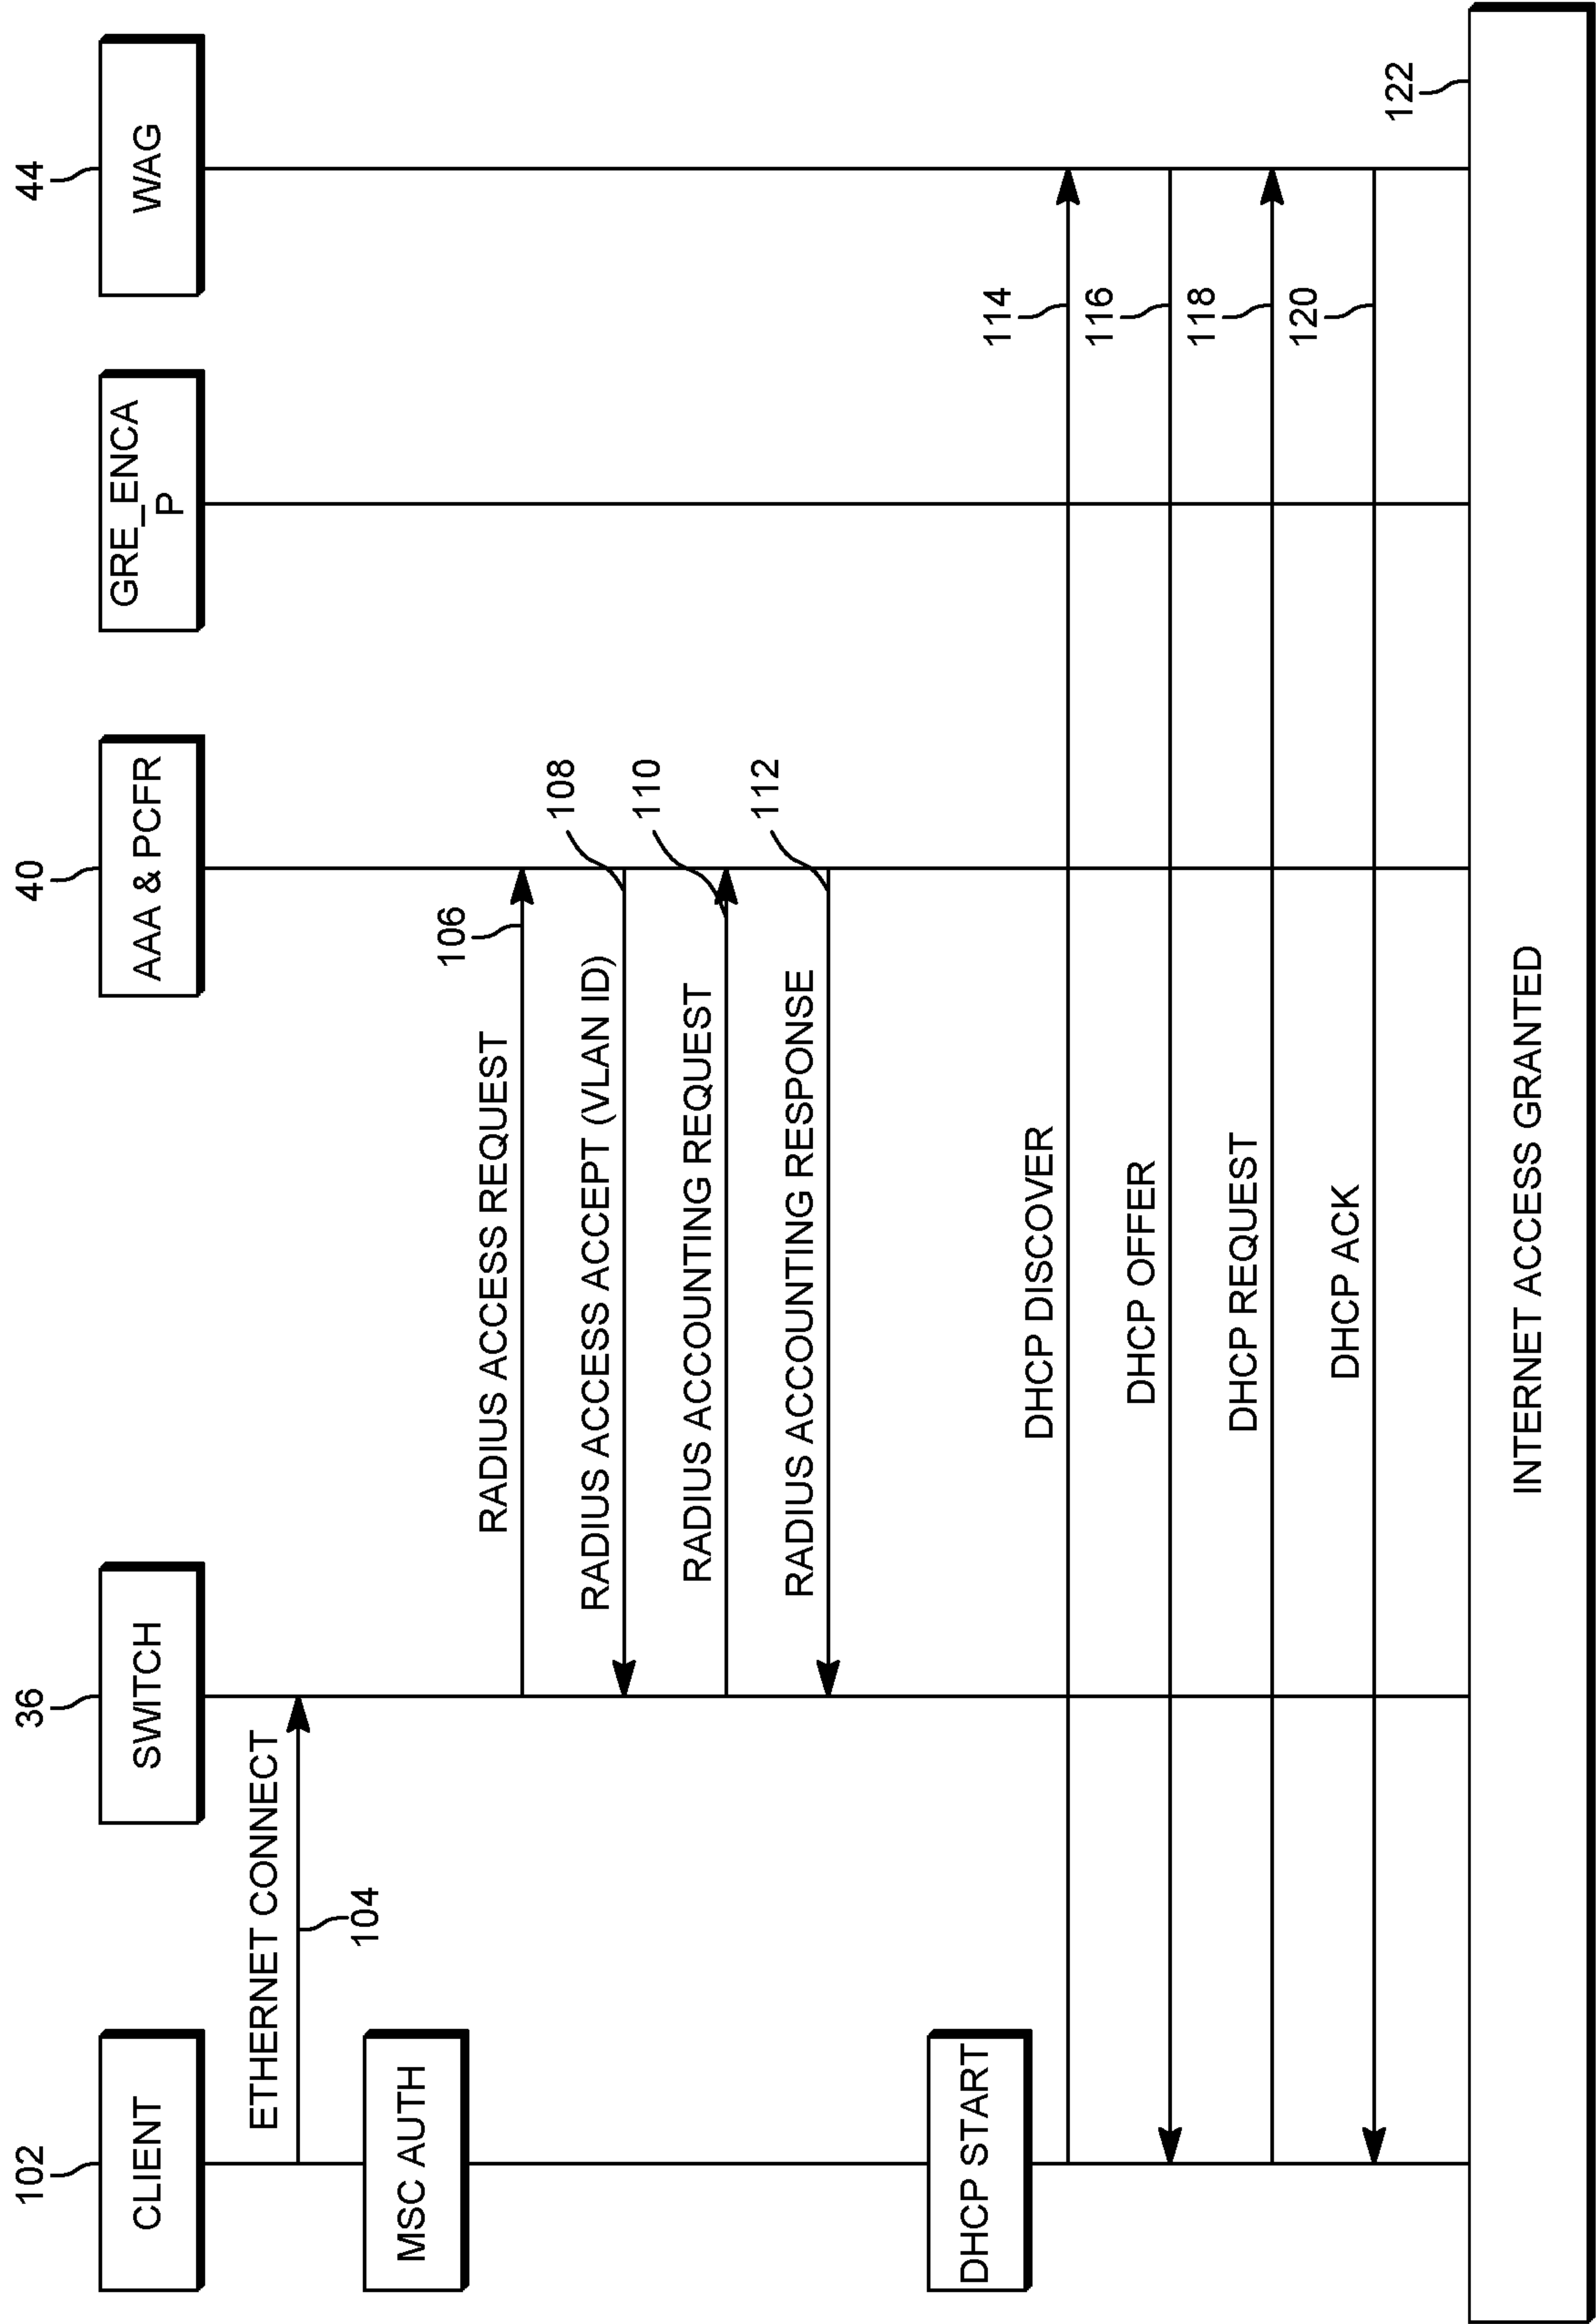 102
36
40
44
CLIENT
SWITCH
AAA & PCFR
GRE_ENCA
P
WAG
ETHERNET CONNECT
104
MSC AUTH
RADIUS ACCESS REQUEST
106
RADIUS ACCESS ACCEPT (VLAN ID)
108
RADIUS ACCOUNTING REQUEST
110
RADIUS ACCOUNTING RESPONSE
112
DHCP START
DHCP DISCOVER
114
DHCP OFFER
116
DHCP REQUEST
118
DHCP ACK
120
122
INTERNET ACCESS GRANTED